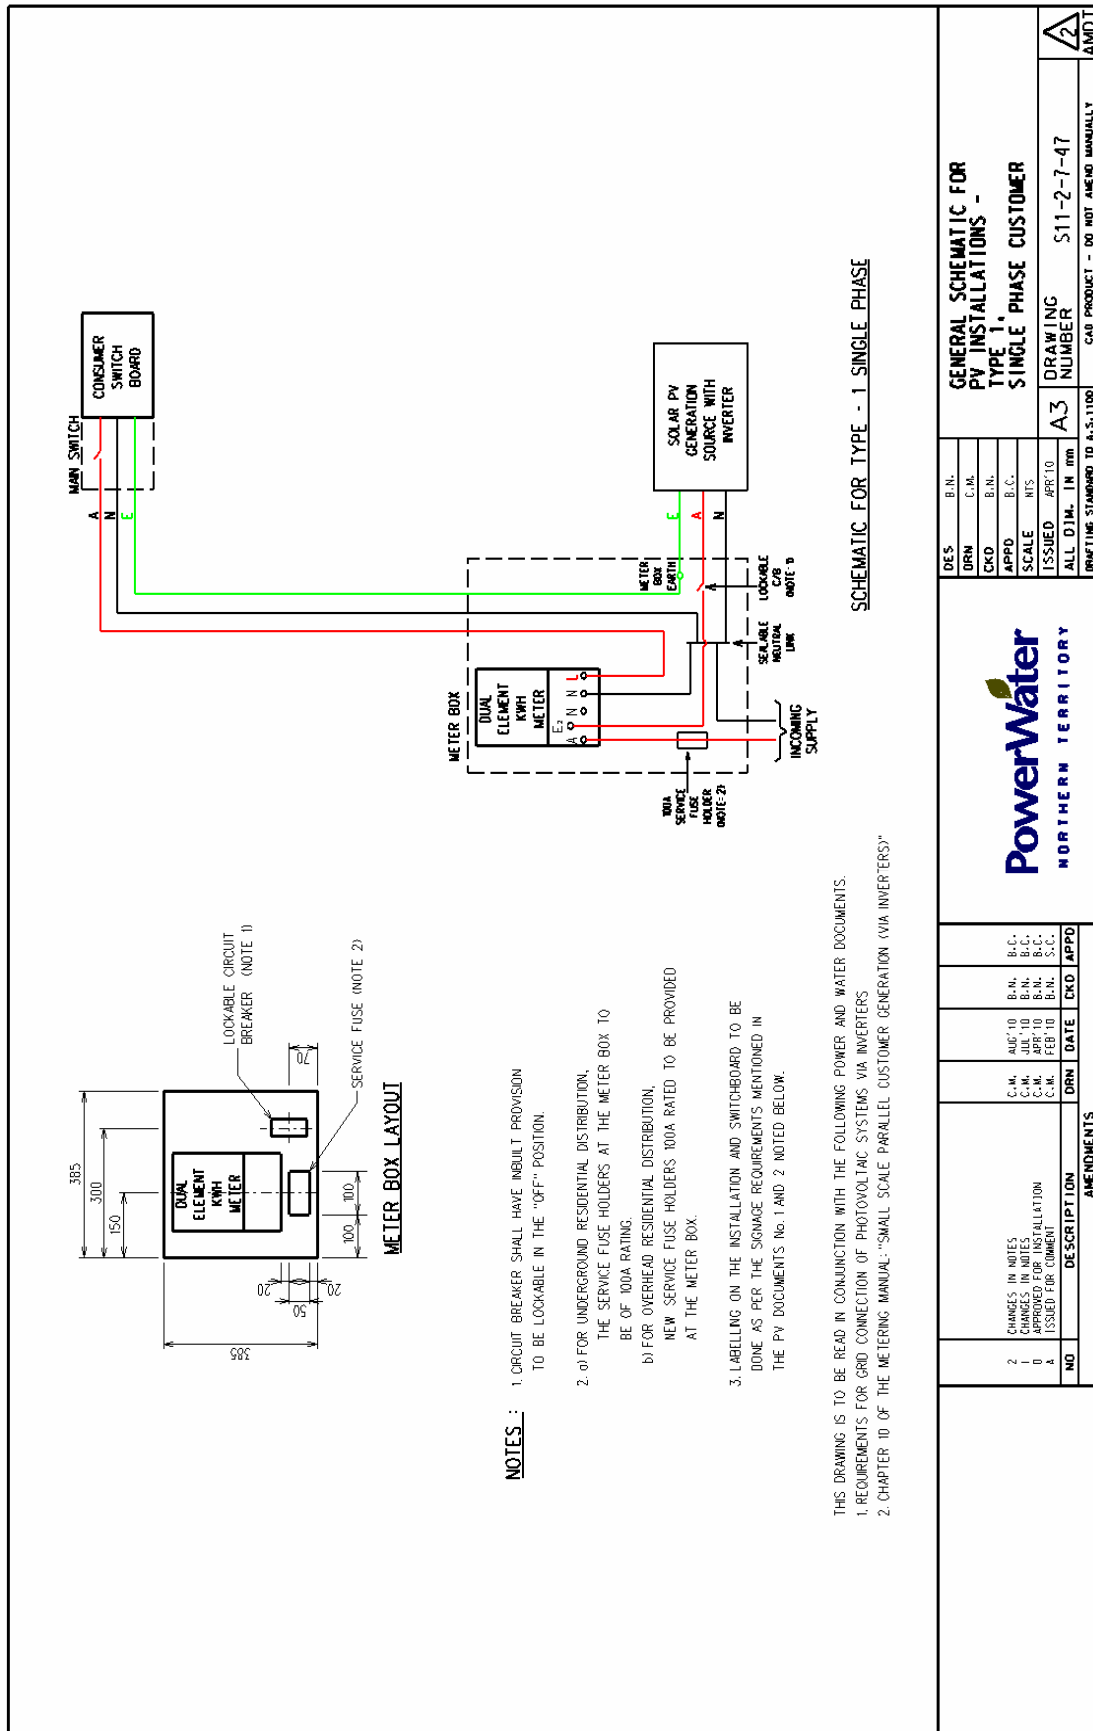 385
300
150
100
100
385
50
20
20
70
DUAL
ELEMENT
KWH
METER
LOCKABLE CIRCUIT
BREAKER (NOTE 1)
SERVICE FUSE (NOTE 2)
METER BOX LAYOUT
NOTES :
1. CIRCUIT BREAKER SHALL HAVE INBUILT PROVISION
TO BE LOCKABLE IN THE "OFF" POSITION.
2. a) FOR UNDERGROUND RESIDENTIAL DISTRIBUTION,
THE SERVICE FUSE HOLDERS AT THE METER BOX TO
BE OF 100A RATING.
b) FOR OVERHEAD RESIDENTIAL DISTRIBUTION,
NEW SERVICE FUSE HOLDERS 100A RATED TO BE PROVIDED
AT THE METER BOX.
3. LABELLING ON THE INSTALLATION AND SWITCHBOARD TO BE
DONE AS PER THE SIGNAGE REQUIREMENTS MENTIONED IN
THE PV DOCUMENTS No. 1 AND 2 NOTED BELOW.
THIS DRAWING IS TO BE READ IN CONJUNCTION WITH THE FOLLOWING POWER AND WATER DOCUMENTS.
1. REQUIREMENTS FOR GRID CONNECTION OF PHOTOVOLTAIC SYSTEMS VIA INVERTERS
2. CHAPTER 10 OF THE METERING MANUAL: "SMALL SCALE PARALLEL CUSTOMER GENERATION (VIA INVERTERS)"
MAIN SWITCH
CONSUMER
SWITCH
BOARD
A
N
E
METER BOX
DUAL
ELEMENT
KWH
METER
A E2 N N L
METER
BOX
EARTH
E
A
N
SOLAR PV
GENERATION
SOURCE WITH
INVERTER
100A
SERVICE
FUSE
HOLDER
(NOTE-2)
INCOMING
SUPPLY
SEALABLE
NEUTRAL
LINK
LOCKABLE
C/B
(NOTE-1)
SCHEMATIC FOR TYPE - 1 SINGLE PHASE
2 CHANGES IN NOTES C.M. AUG'10 B.N. B.C.
1 CHANGES IN NOTES C.M. JUL'10 B.N. B.C.
0 APPROVED FOR INSTALLATION C.M. APR'10 B.N. B.C.
A ISSUED FOR COMMENT C.M. FEB'10 B.N. S.C.
NO DESCRIPTION DRN DATE CKD APPD
AMENDMENTS
PowerWater
NORTHERN TERRITORY
DES B.N.
DRN C.M.
CKD B.N.
APPD B.C.
SCALE NTS
ISSUED APR'10
ALL DIM. IN mm
DRAFTING STANDARD TO A.S.1100
GENERAL SCHEMATIC FOR
PV INSTALLATIONS -
TYPE 1,
SINGLE PHASE CUSTOMER
A3
DRAWING
NUMBER
S11-2-7-47
2
AMDT
CAD PRODUCT - DO NOT AMEND MANUALLY